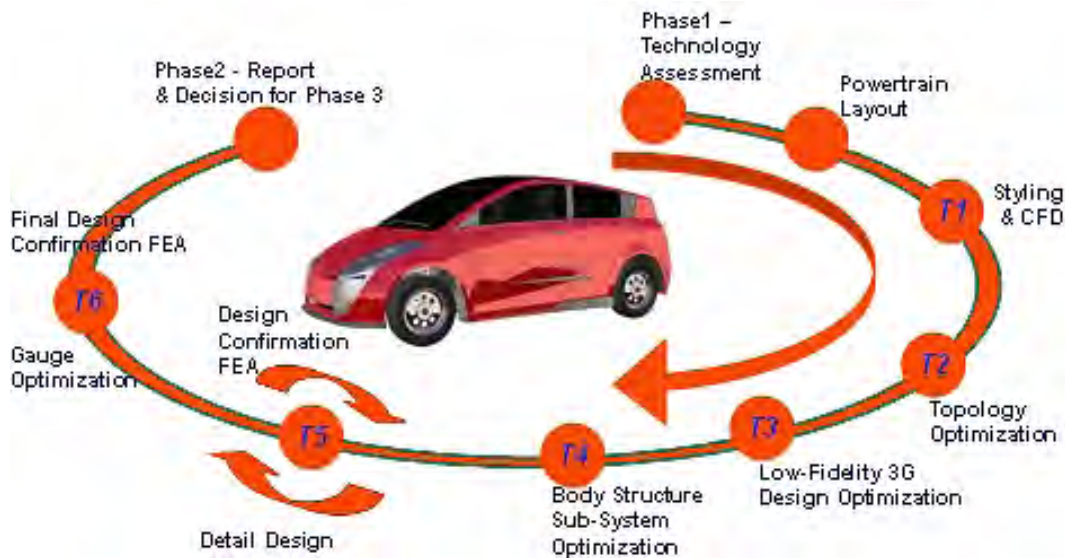 Phase1 –
Technology
Assessment
Powertrain
Layout
T1
Styling
& CFD
T2
Topology
Optimization
T3
Low-Fidelity 3G
Design Optimization
T4
Body Structure
Sub-System
Optimization
T5
Design
Confirmation
FEA
Detail Design
T6
Gauge
Optimization
Final Design
Confirmation FEA
Phase2 - Report
& Decision for Phase 3